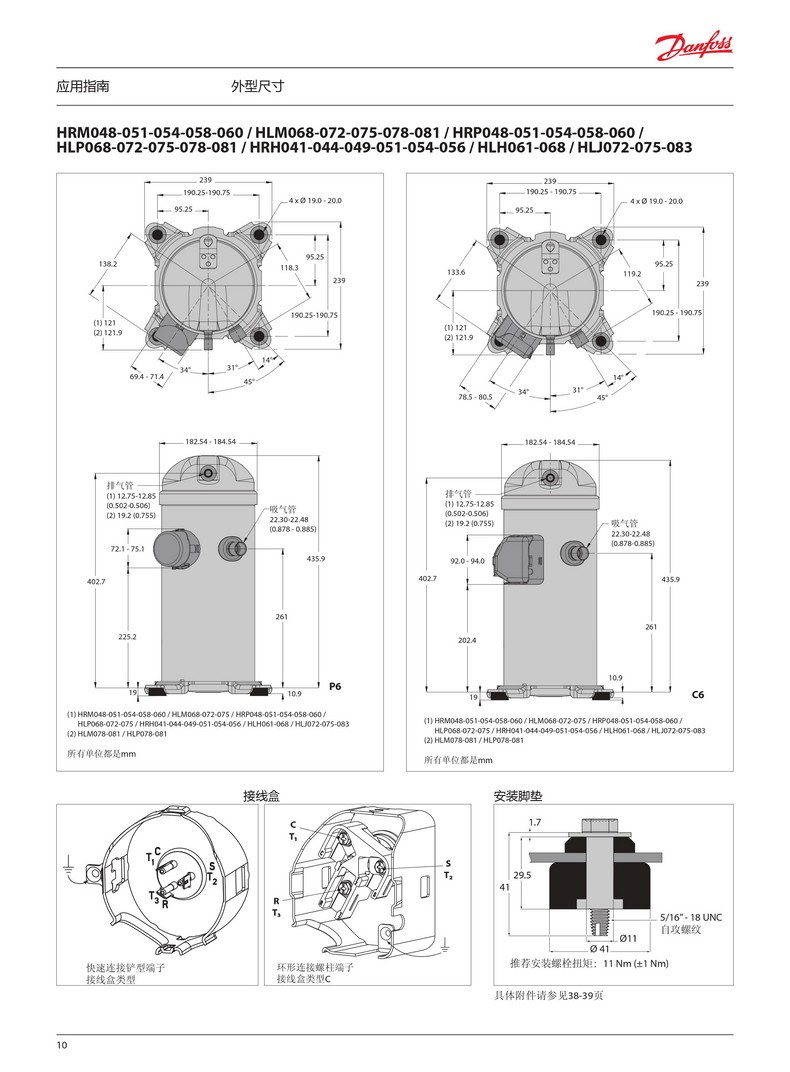 Danfoss
应用指南 外型尺寸
HRM048-051-054-058-060 / HLM068-072-075-078-081 / HRP048-051-054-058-060 /
HLP068-072-075-078-081 / HRH041-044-049-051-054-056 / HLH061-068 / HLJ072-075-083
239
190.25-190.75
95.25
4 x Ø 19.0 - 20.0
138.2
118.3
95.25
239
190.25-190.75
(1) 121
(2) 121.9
69.4 - 71.4
34°
31°
14°
45°
182.54 - 184.54
排气管
(1) 12.75-12.85
(0.502-0.506)
(2) 19.2 (0.755)
吸气管
22.30-22.48
(0.878 - 0.885)
72.1 - 75.1
435.9
402.7
261
225.2
19
10.9
P6
(1) HRM048-051-054-058-060 / HLM068-072-075 / HRP048-051-054-058-060 /
HLP068-072-075 / HRH041-044-049-051-054-056 / HLH061-068 / HLJ072-075-083
(2) HLM078-081 / HLP078-081
所有单位都是mm
239
190.25 - 190.75
95.25
4 x Ø 19.0 - 20.0
133.6
119.2
95.25
239
190.25 - 190.75
(1) 121
(2) 121.9
78.5 - 80.5
34°
31°
14°
45°
182.54 - 184.54
排气管
(1) 12.75-12.85
(0.502-0.506)
(2) 19.2 (0.755)
吸气管
22.30-22.48
(0.878-0.885)
92.0 - 94.0
402.7
435.9
261
202.4
10.9
19
C6
(1) HRM048-051-054-058-060 / HLM068-072-075 / HRP048-051-054-058-060 /
HLP068-072-075 / HRH041-044-049-051-054-056 / HLH061-068 / HLJ072-075-083
(2) HLM078-081 / HLP078-081
所有单位都是mm
接线盒
C
T1
S
T2
T3
R
快速连接铲型端子
接线盒类型
C
T1
S
T2
R
T3
环形连接螺柱端子
接线盒类型C
安装脚垫
1.7
29.5
41
5/16" - 18 UNC
自攻螺纹
Ø11
Ø 41
推荐安装螺栓扭矩：11 Nm (±1 Nm)
具体附件请参见38-39页
10